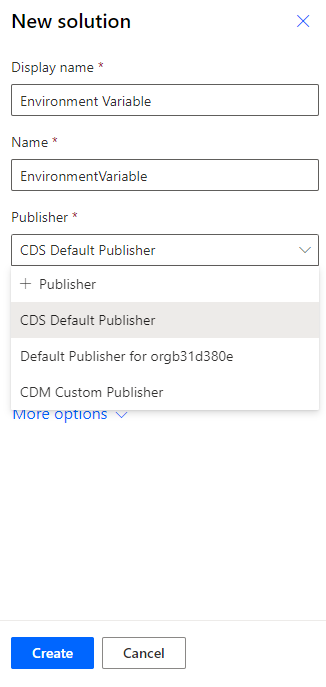 New solution
Display name *
Environment Variable
Name *
EnvironmentVariable
Publisher *
CDS Default Publisher
+ Publisher
CDS Default Publisher
Default Publisher for orgb31d380e
CDM Custom Publisher
More options
Create Cancel